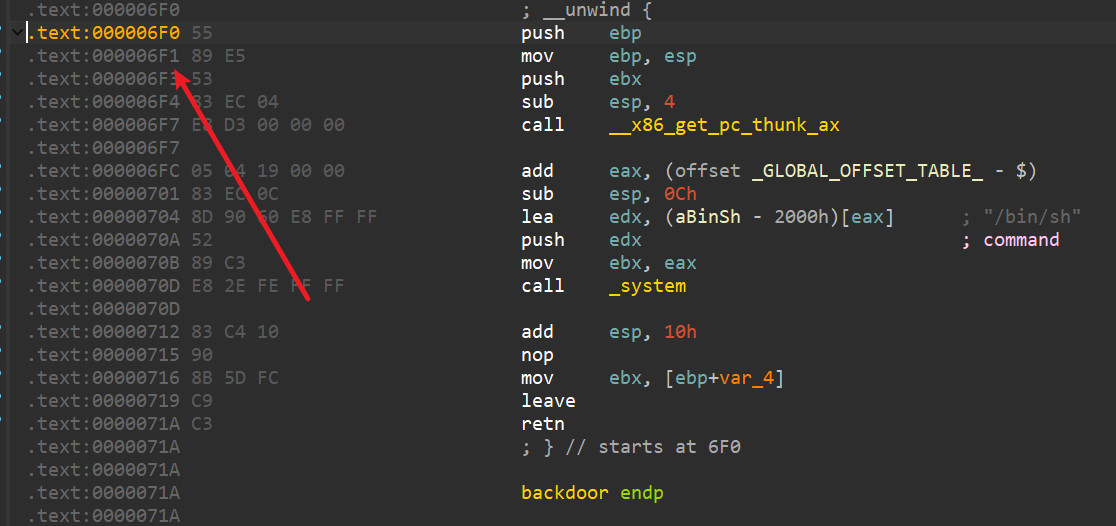 .text:000006F0 ; __unwind {
.text:000006F0 55 push ebp
.text:000006F1 89 E5 mov ebp, esp
.text:000006F3 53 push ebx
.text:000006F4 83 EC 04 sub esp, 4
.text:000006F7 E8 D3 00 00 00 call __x86_get_pc_thunk_ax
.text:000006F7
.text:000006FC 05 04 19 00 00 add eax, (offset _GLOBAL_OFFSET_TABLE_ - $)
.text:00000701 83 EC 0C sub esp, 0Ch
.text:00000704 8D 90 60 E8 FF FF lea edx, (aBinSh - 2000h)[eax] ; "/bin/sh"
.text:0000070A 52 push edx ; command
.text:0000070B 89 C3 mov ebx, eax
.text:0000070D E8 2E FE FF FF call _system
.text:0000070D
.text:00000712 83 C4 10 add esp, 10h
.text:00000715 90 nop
.text:00000716 8B 5D FC mov ebx, [ebp+var_4]
.text:00000719 C9 leave
.text:0000071A C3 retn
.text:0000071A ; } // starts at 6F0
.text:0000071A
.text:0000071A backdoor endp
.text:0000071A